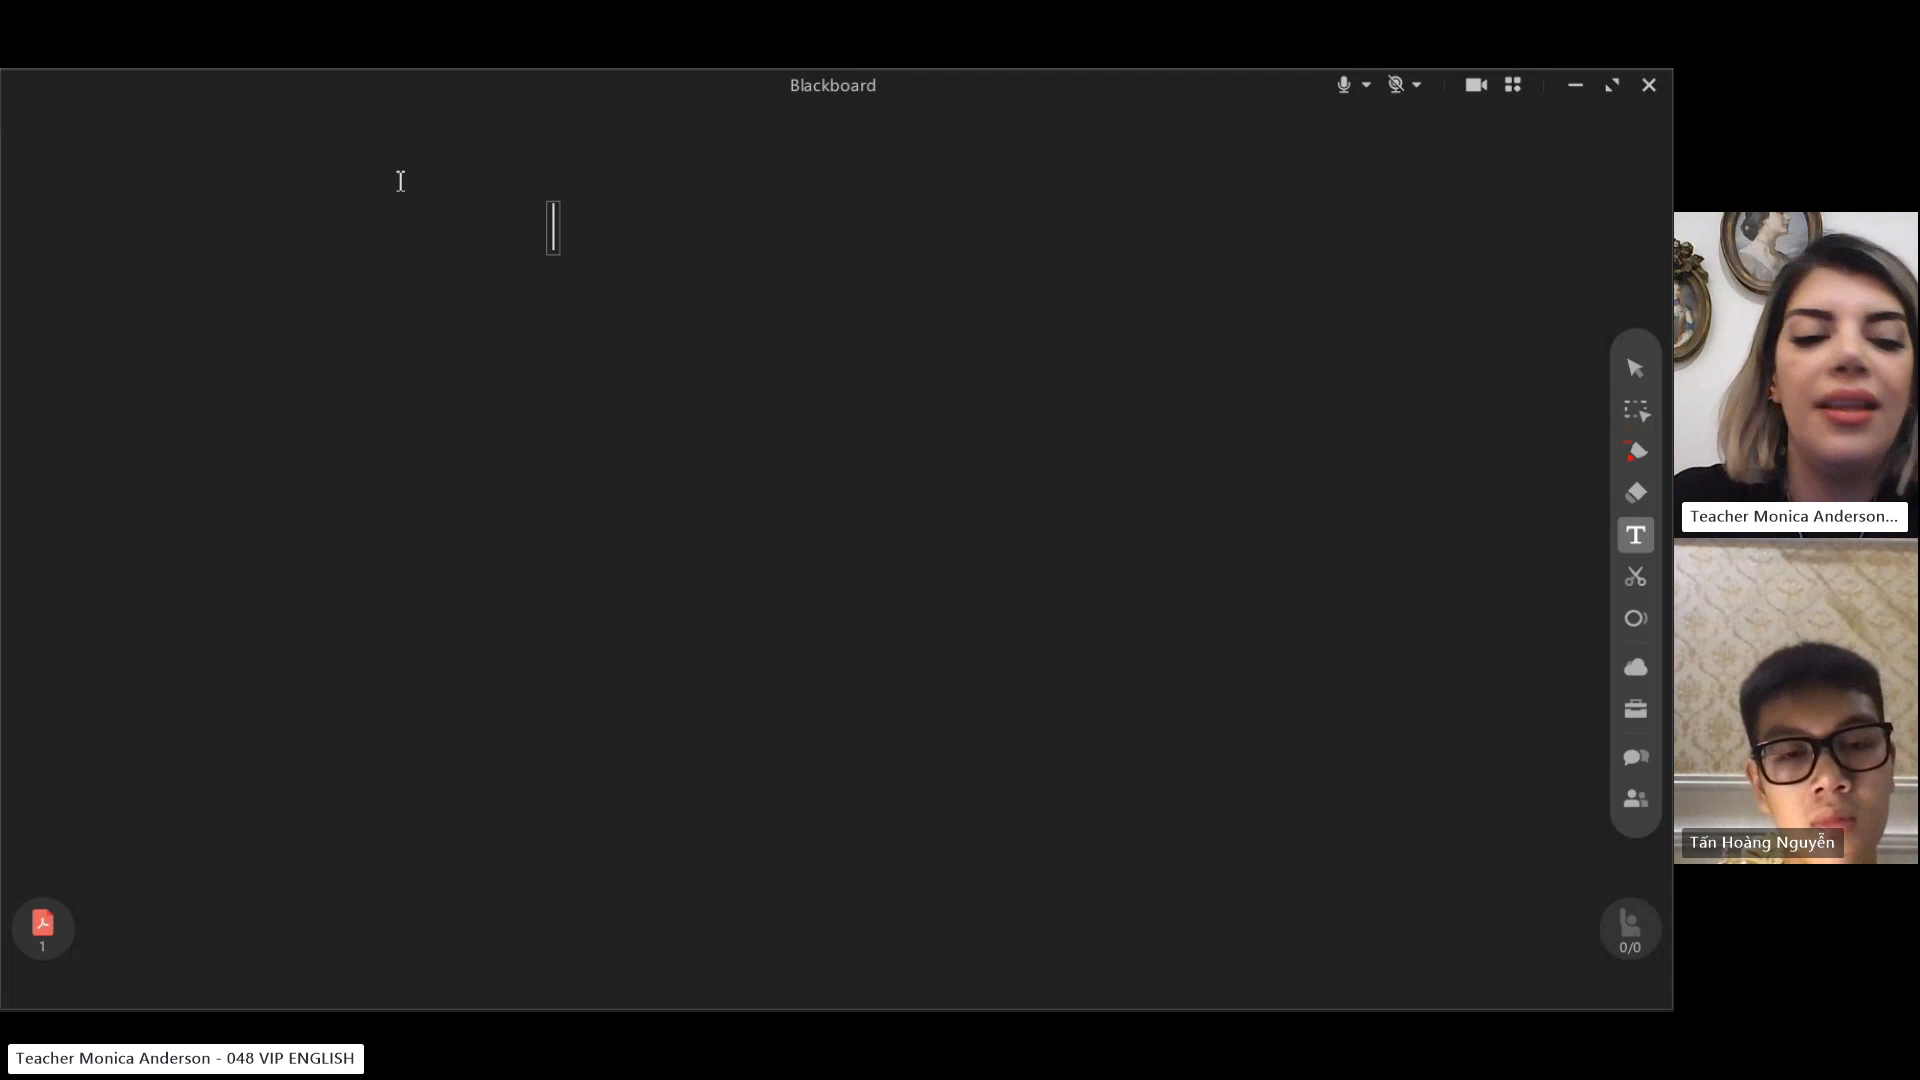 Blackboard
Teacher Monica Anderson...
Tấn Hoàng Nguyễn
1
0/0
Teacher Monica Anderson - 048 VIP ENGLISH